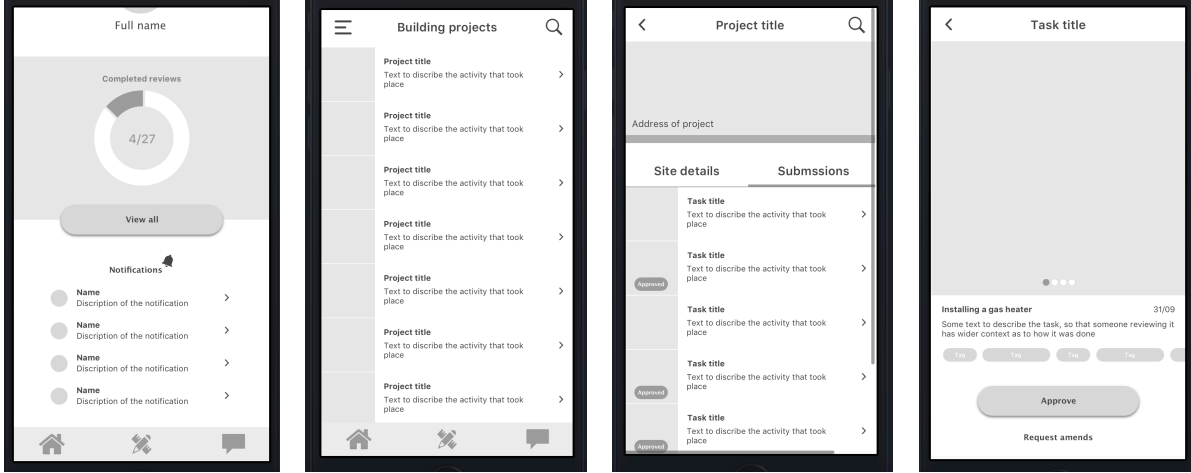 Full name
Completed reviews
4/27
View all
Notifications
Name
Discription of the notification
Name
Discription of the notification
Name
Discription of the notification
Name
Discription of the notification
Building projects
Project title
Text to discribe the activity that took
place
Project title
Text to discribe the activity that took
place
Project title
Text to discribe the activity that took
place
Project title
Text to discribe the activity that took
place
Project title
Text to discribe the activity that took
place
Project title
Text to discribe the activity that took
place
Project title
Text to discribe the activity that took
place
Project title
Address of project
Site details
Submssions
Task title
Text to discribe the activity that took
place
Task title
Text to discribe the activity that took
place
Approved
Task title
Text to discribe the activity that took
place
Task title
Text to discribe the activity that took
place
Approved
Task title
Text to discribe the activity that took
place
Approved
Task title
Installing a gas heater 31/09
Some text to describe the task, so that someone reviewing it
has wider context as to how it was done
Tag Tag Tag Tag
Approve
Request amends